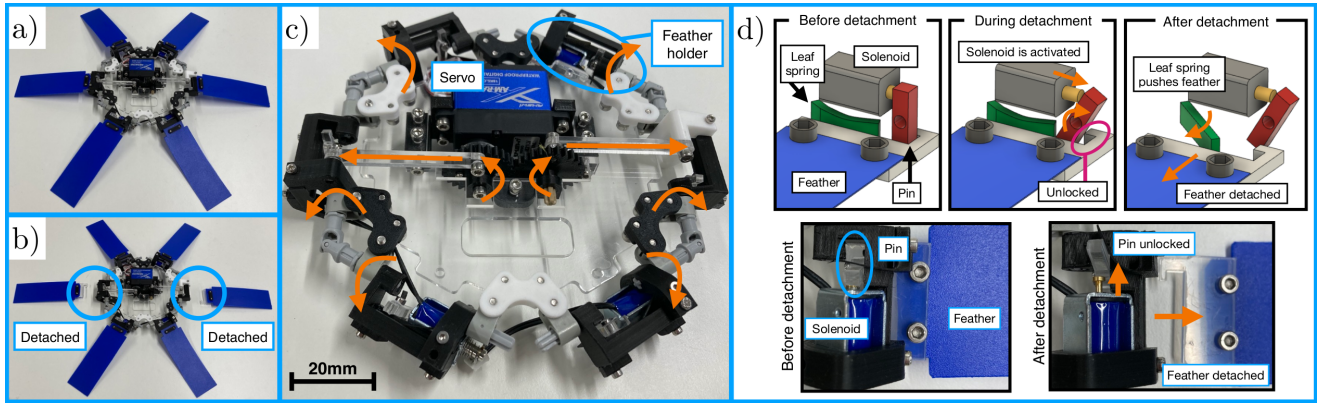 a)
b)
Detached
Detached
c)
Servo
Feather
holder
WATERPROOF DIGITAL
20mm
d)
Before detachment
Leaf
spring
Solenoid
Feather
Pin
During detachment
Solenoid is activated
Unlocked
After detachment
Leaf spring
pushes feather
Feather detached
Before detachment
Pin
Solenoid
Feather
After detachment
Pin unlocked
Feather detached